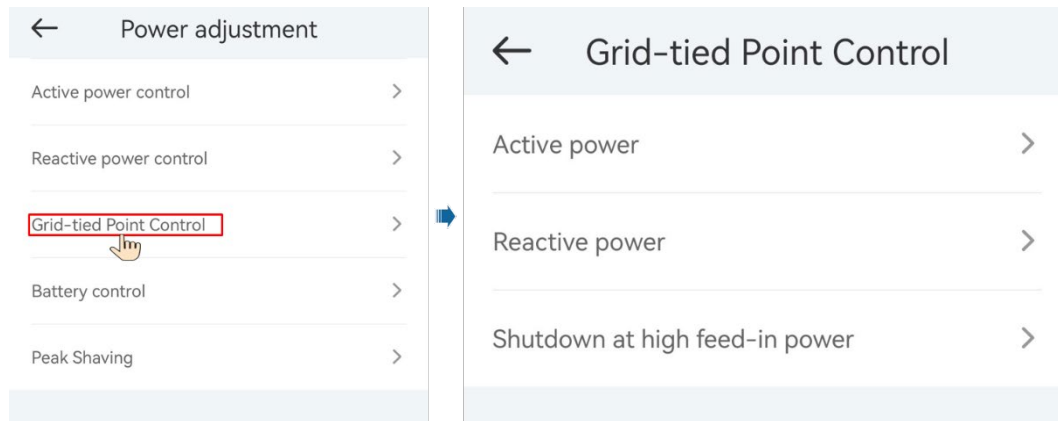 Power adjustment
Active power control
Reactive power control
Grid-tied Point Control
Battery control
Peak Shaving
Grid-tied Point Control
Active power
Reactive power
Shutdown at high feed-in power